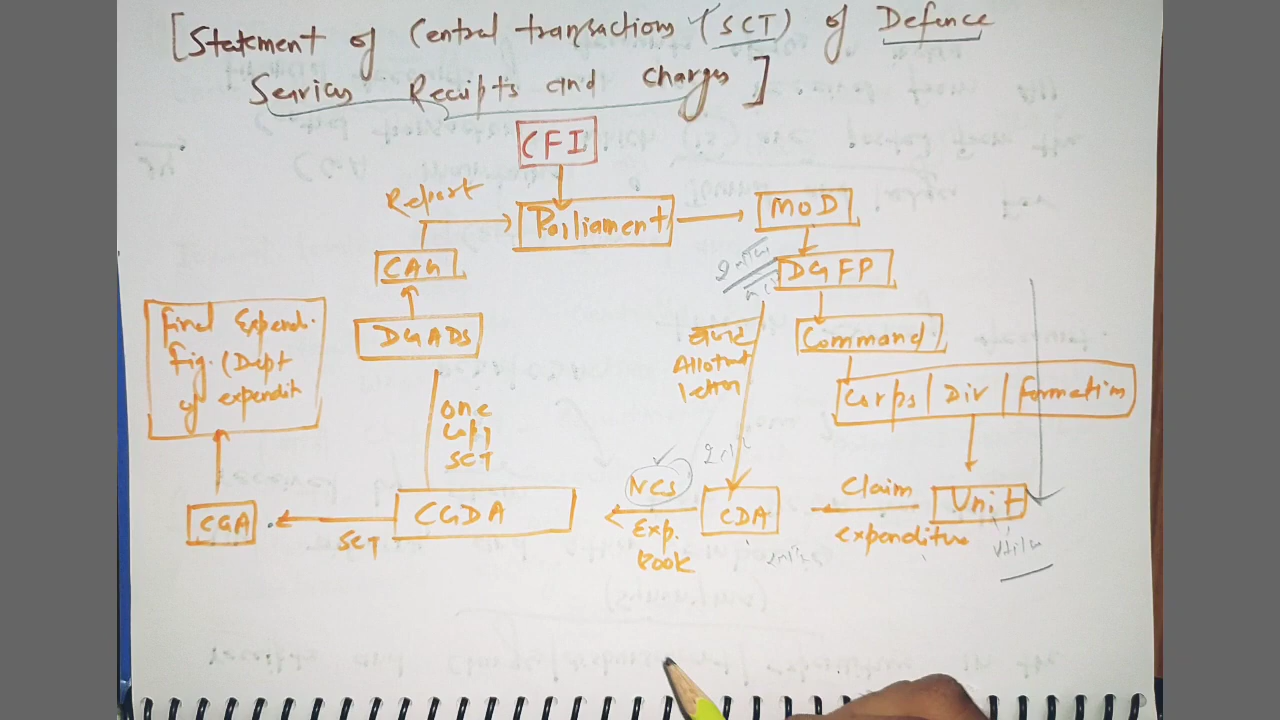 [Statement of Central transactions (SCT) of Defence
Services Receipts and Charges]
CFI
Report
Parliament
MOD
CAG
DGFP
Final Expend.
fig. (Dept
of expendit
DGADS
Allotmt
letter
Command
Corps | Div | Formation
One
copy
SCT
NCS
Claim
Unit
CGDA
CDA
CGA
SCT
Exp.
Book
expenditure